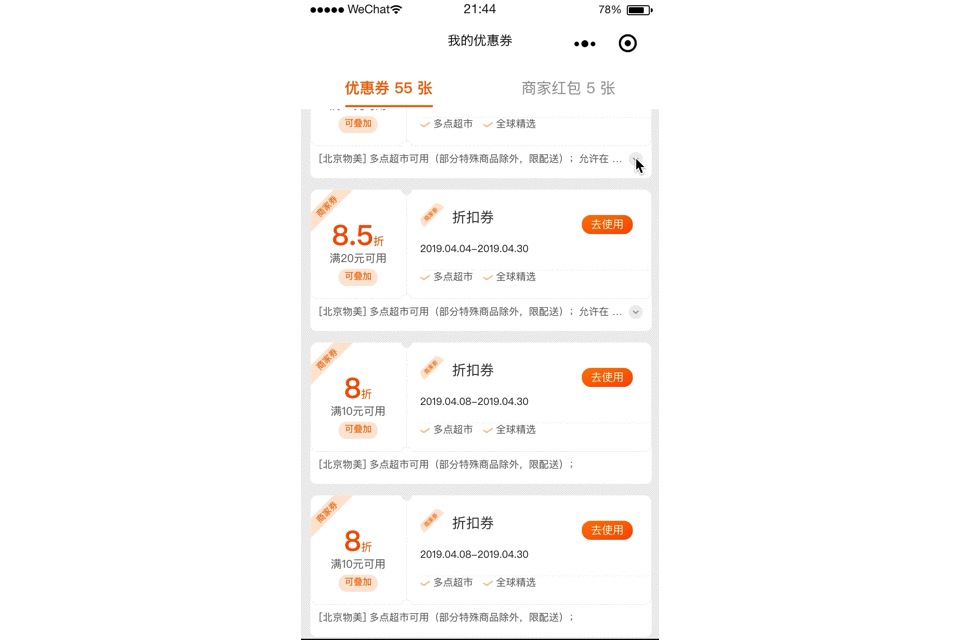 WeChat 21:44 78%
我的优惠券
优惠券 55 张 商家红包 5 张
可叠加 多点超市 全球精选
[北京物美] 多点超市可用（部分特殊商品除外，限配送）；允许在 ...
商家券 商家券 折扣券
8.5折 去使用
满20元可用 2019.04.04-2019.04.30
可叠加 多点超市 全球精选
[北京物美] 多点超市可用（部分特殊商品除外，限配送）；允许在 ...
商家券 商家券 折扣券
8折 去使用
满10元可用 2019.04.08-2019.04.30
可叠加 多点超市 全球精选
[北京物美] 多点超市可用（部分特殊商品除外，限配送）；
商家券 商家券 折扣券
8折 去使用
满10元可用 2019.04.08-2019.04.30
可叠加 多点超市 全球精选
[北京物美] 多点超市可用（部分特殊商品除外，限配送）；